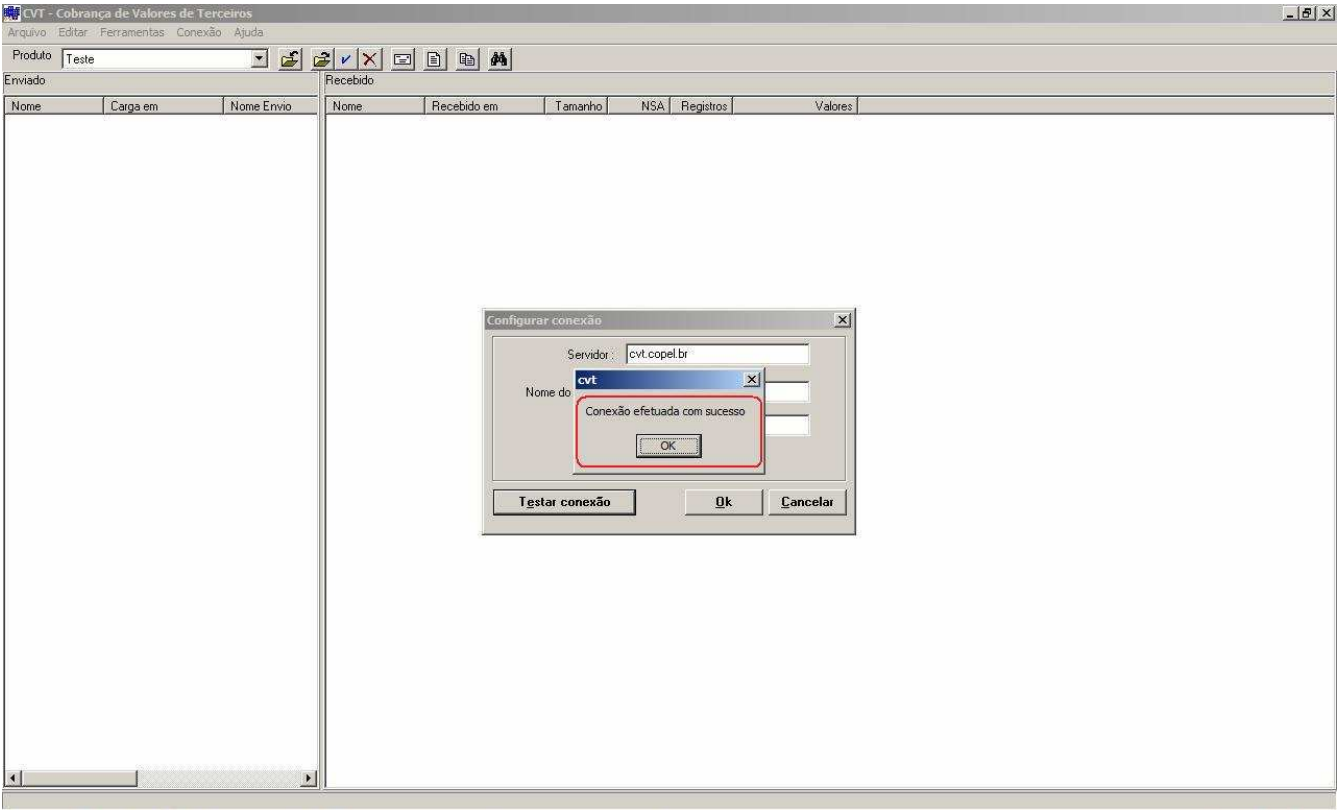 CVT - Cobrança de Valores de Terceiros
Arquivo Editar Ferramentas Conexão Ajuda
Produto Teste
Enviado Recebido
Nome Carga em Nome Envio Nome Recebido em Tamanho NSA Registros Valores
Configurar conexão
Servidor : cvt.copel.br
cvt
Nome do
Conexão efetuada com sucesso
OK
Testar conexão Ok Cancelar